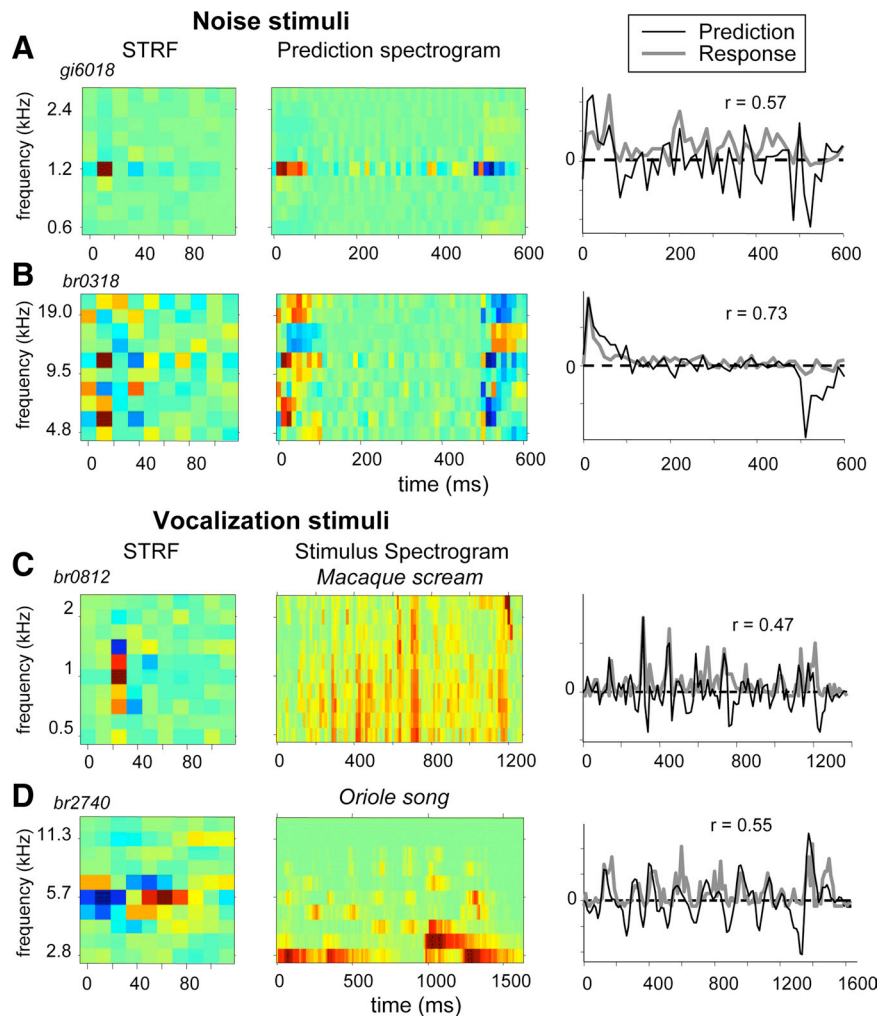 Noise stimuli
A
STRF
Prediction spectrogram
Prediction
Response
gi6018
frequency (kHz)
2.4
1.2
0.6
0 40 80
0 200 400 600
r = 0.57
0
0 200 400 600
B
br0318
19.0
9.5
4.8
0 40 80
0 200 400 600
time (ms)
r = 0.73
0
0 200 400 600
Vocalization stimuli
C
STRF
Stimulus Spectrogram
Macaque scream
br0812
frequency (kHz)
2
1
0.5
0 40 80
0 400 800 1200
r = 0.47
0
0 400 800 1200
D
br2740
Oriole song
frequency (kHz)
11.3
5.7
2.8
0 40 80
0 500 1000 1500
time (ms)
r = 0.55
0
0 400 800 1200 1600